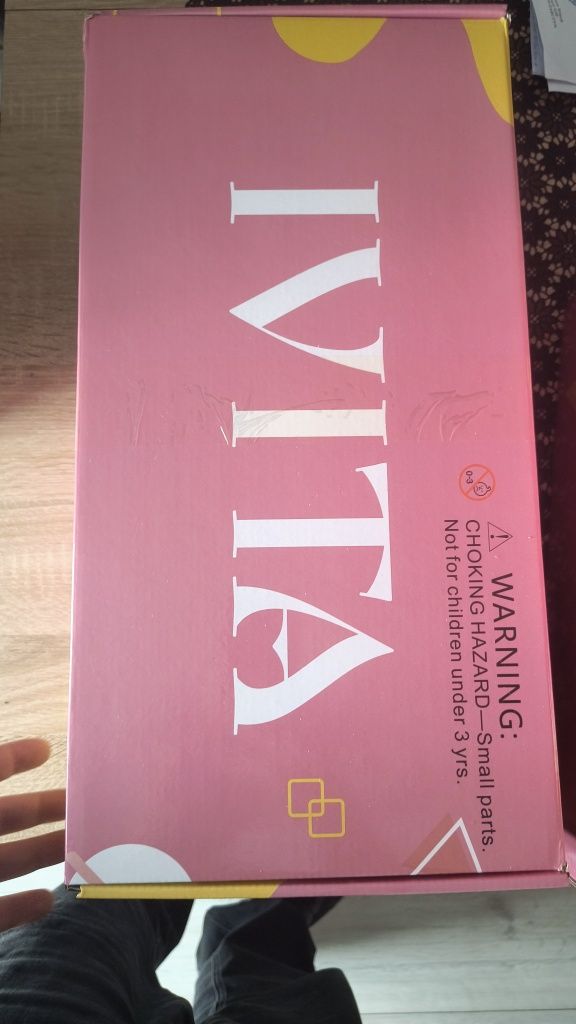 IVITA
0-3
WARNING:
CHOKING HAZARD—Small parts.
Not for children under 3 yrs.